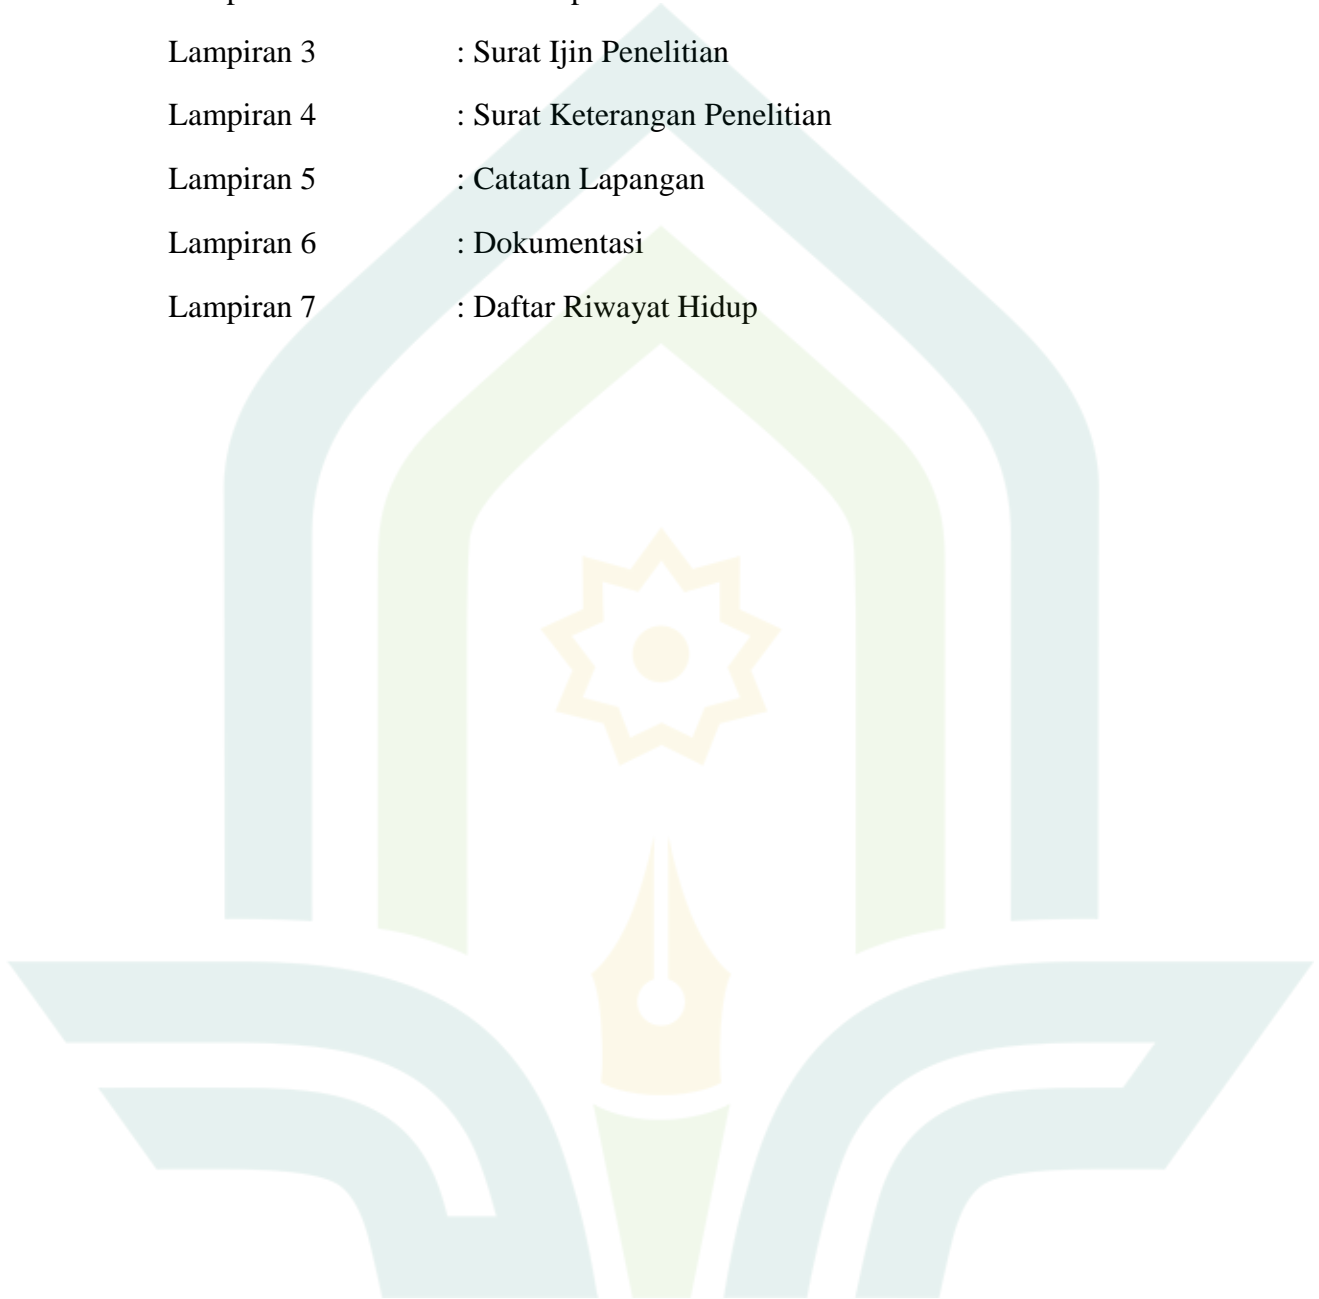 Lampiran 3 : Surat Ijin Penelitian
Lampiran 4 : Surat Keterangan Penelitian
Lampiran 5 : Catatan Lapangan
Lampiran 6 : Dokumentasi
Lampiran 7 : Daftar Riwayat Hidup